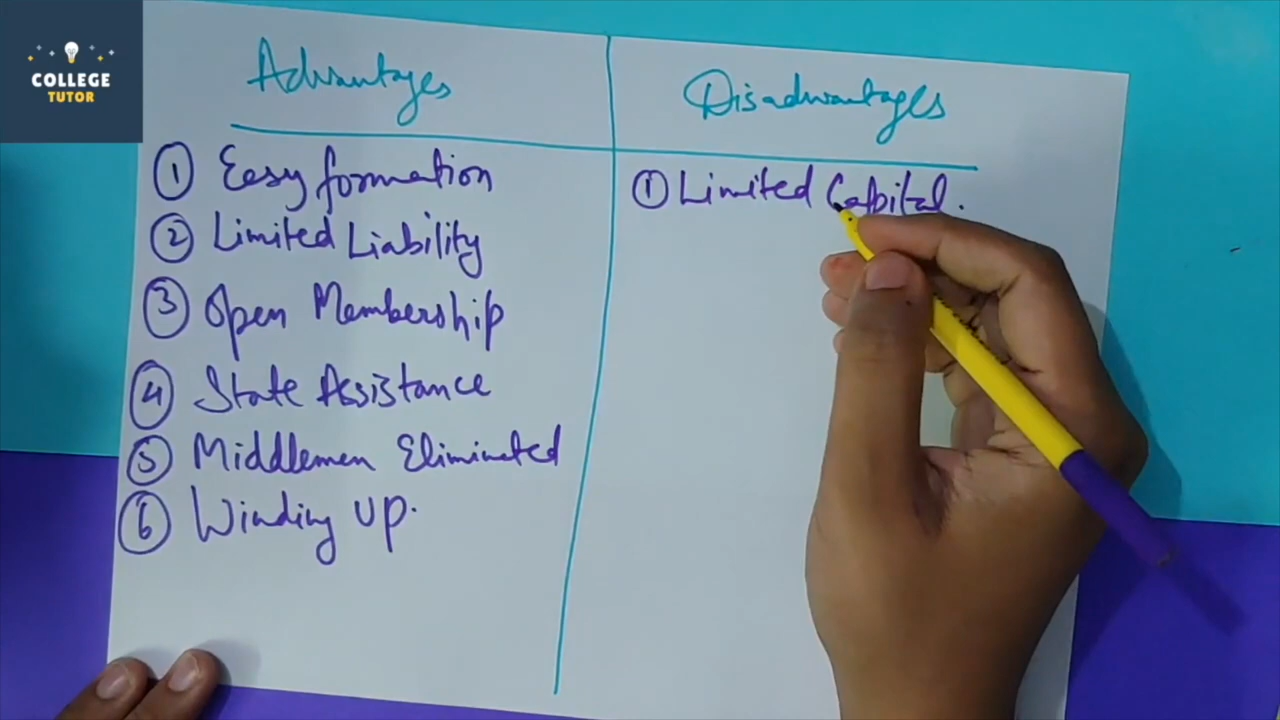 COLLEGE
TUTOR
Advantages
① Easy formation
② Limited Liability
③ Open Membership
④ State Assistance
⑤ Middlemen Eliminated
⑥ Winding up.
Disadvantages
① Limited Capital.